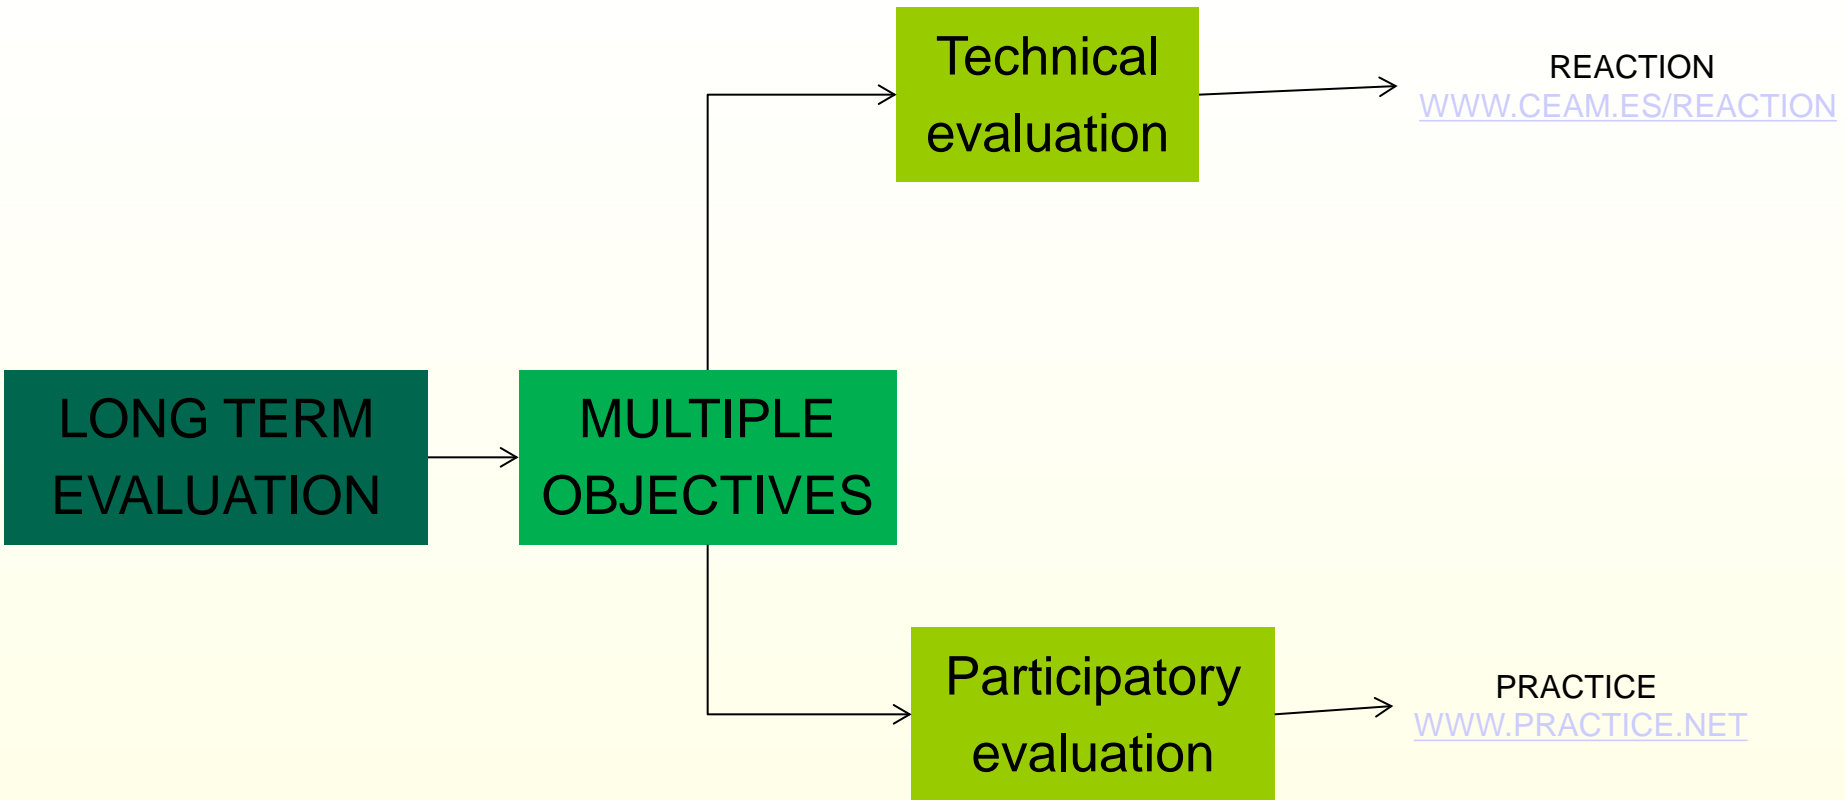 Technical
evaluation
REACTION
WWW.CEAM.ES/REACTION
LONG TERM
EVALUATION
MULTIPLE
OBJECTIVES
Participatory
evaluation
PRACTICE
WWW.PRACTICE.NET